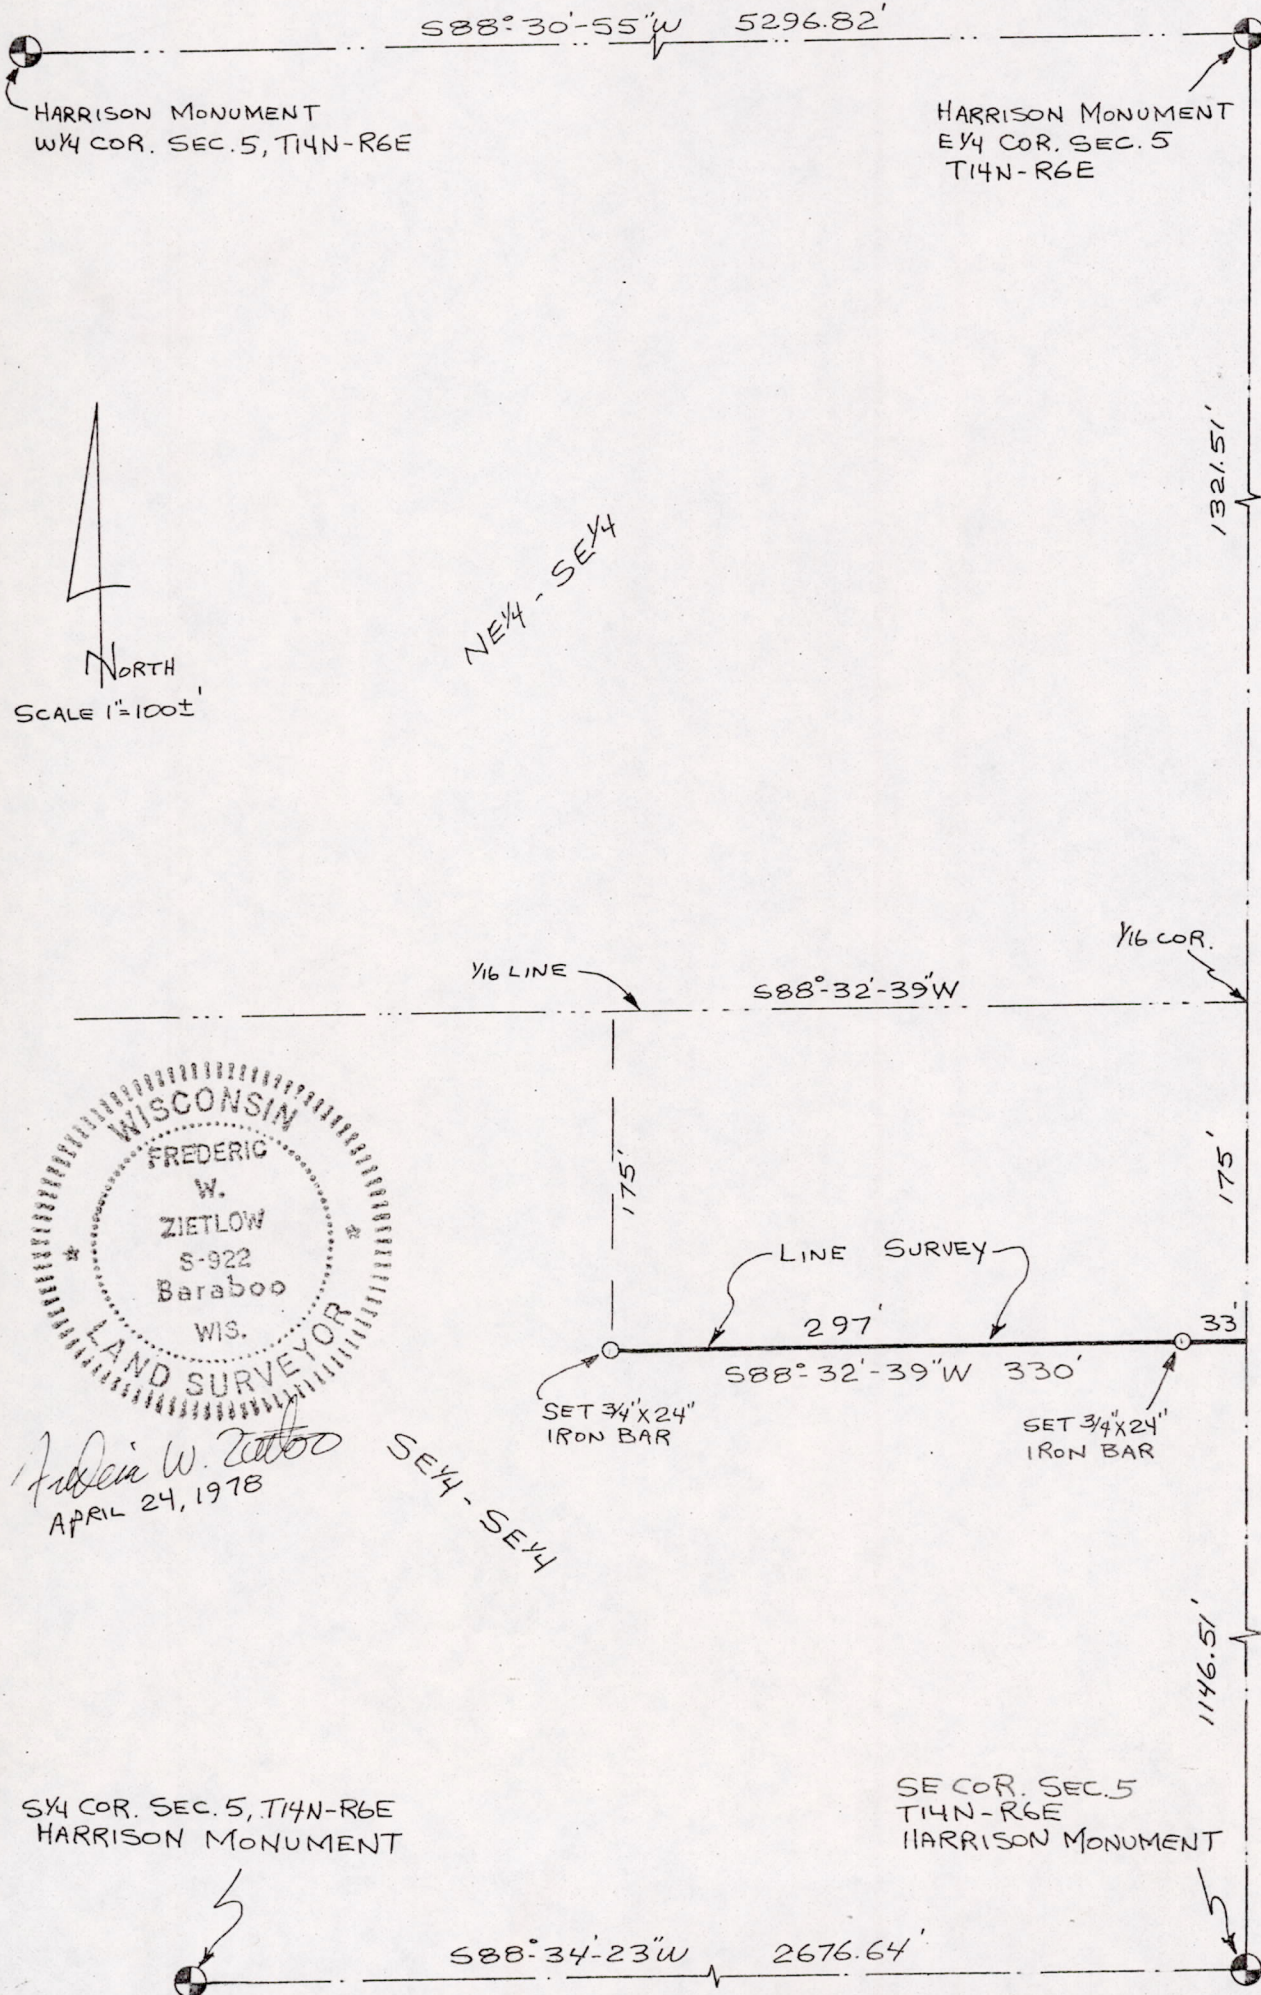 S88°-30'-55"W 5296.82'
HARRISON MONUMENT
W¼ COR. SEC. 5, T14N-R6E
HARRISON MONUMENT
E¼ COR. SEC. 5
T14N-R6E
1321.51'
NE¼ - SE¼
NORTH
SCALE 1"=100±'
1/16 COR.
1/16 LINE
S88°-32'-39"W
WISCONSIN
FREDERIC
W.
ZIETLOW
S-922
Baraboo
WIS.
LAND SURVEYOR
175'
175'
LINE SURVEY
297'
33'
S88°-32'-39"W 330'
SET 3/4"X24"
IRON BAR
SET 3/4"X24"
IRON BAR
Frederic W. Zietlow
APRIL 24, 1978
SE¼ - SE¼
1146.51'
S¼ COR. SEC. 5, T14N-R6E
HARRISON MONUMENT
SE COR. SEC. 5
T14N-R6E
HARRISON MONUMENT
S88°-34'-23"W 2676.64'